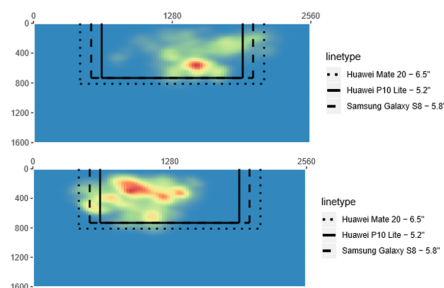 0 1280 2560
0
400
800
1200
1600
linetype
Huawei Mate 20 − 6.5"
Huawei P10 Lite − 5.2"
Samsung Galaxy S8 − 5.8"
0 1280 2560
0
400
800
1200
1600
linetype
Huawei Mate 20 − 6.5"
Huawei P10 Lite − 5.2"
Samsung Galaxy S8 − 5.8"